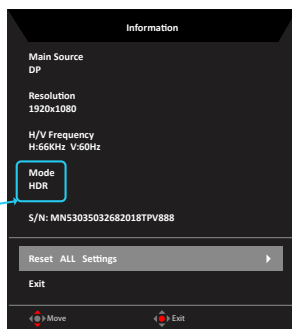 Information
Main Source
DP
Resolution
1920x1080
H/V Frequency
H:66KHz V:60Hz
Mode
HDR
S/N: MN53035032682018TPV888
Reset ALL Settings
Exit
Move Exit